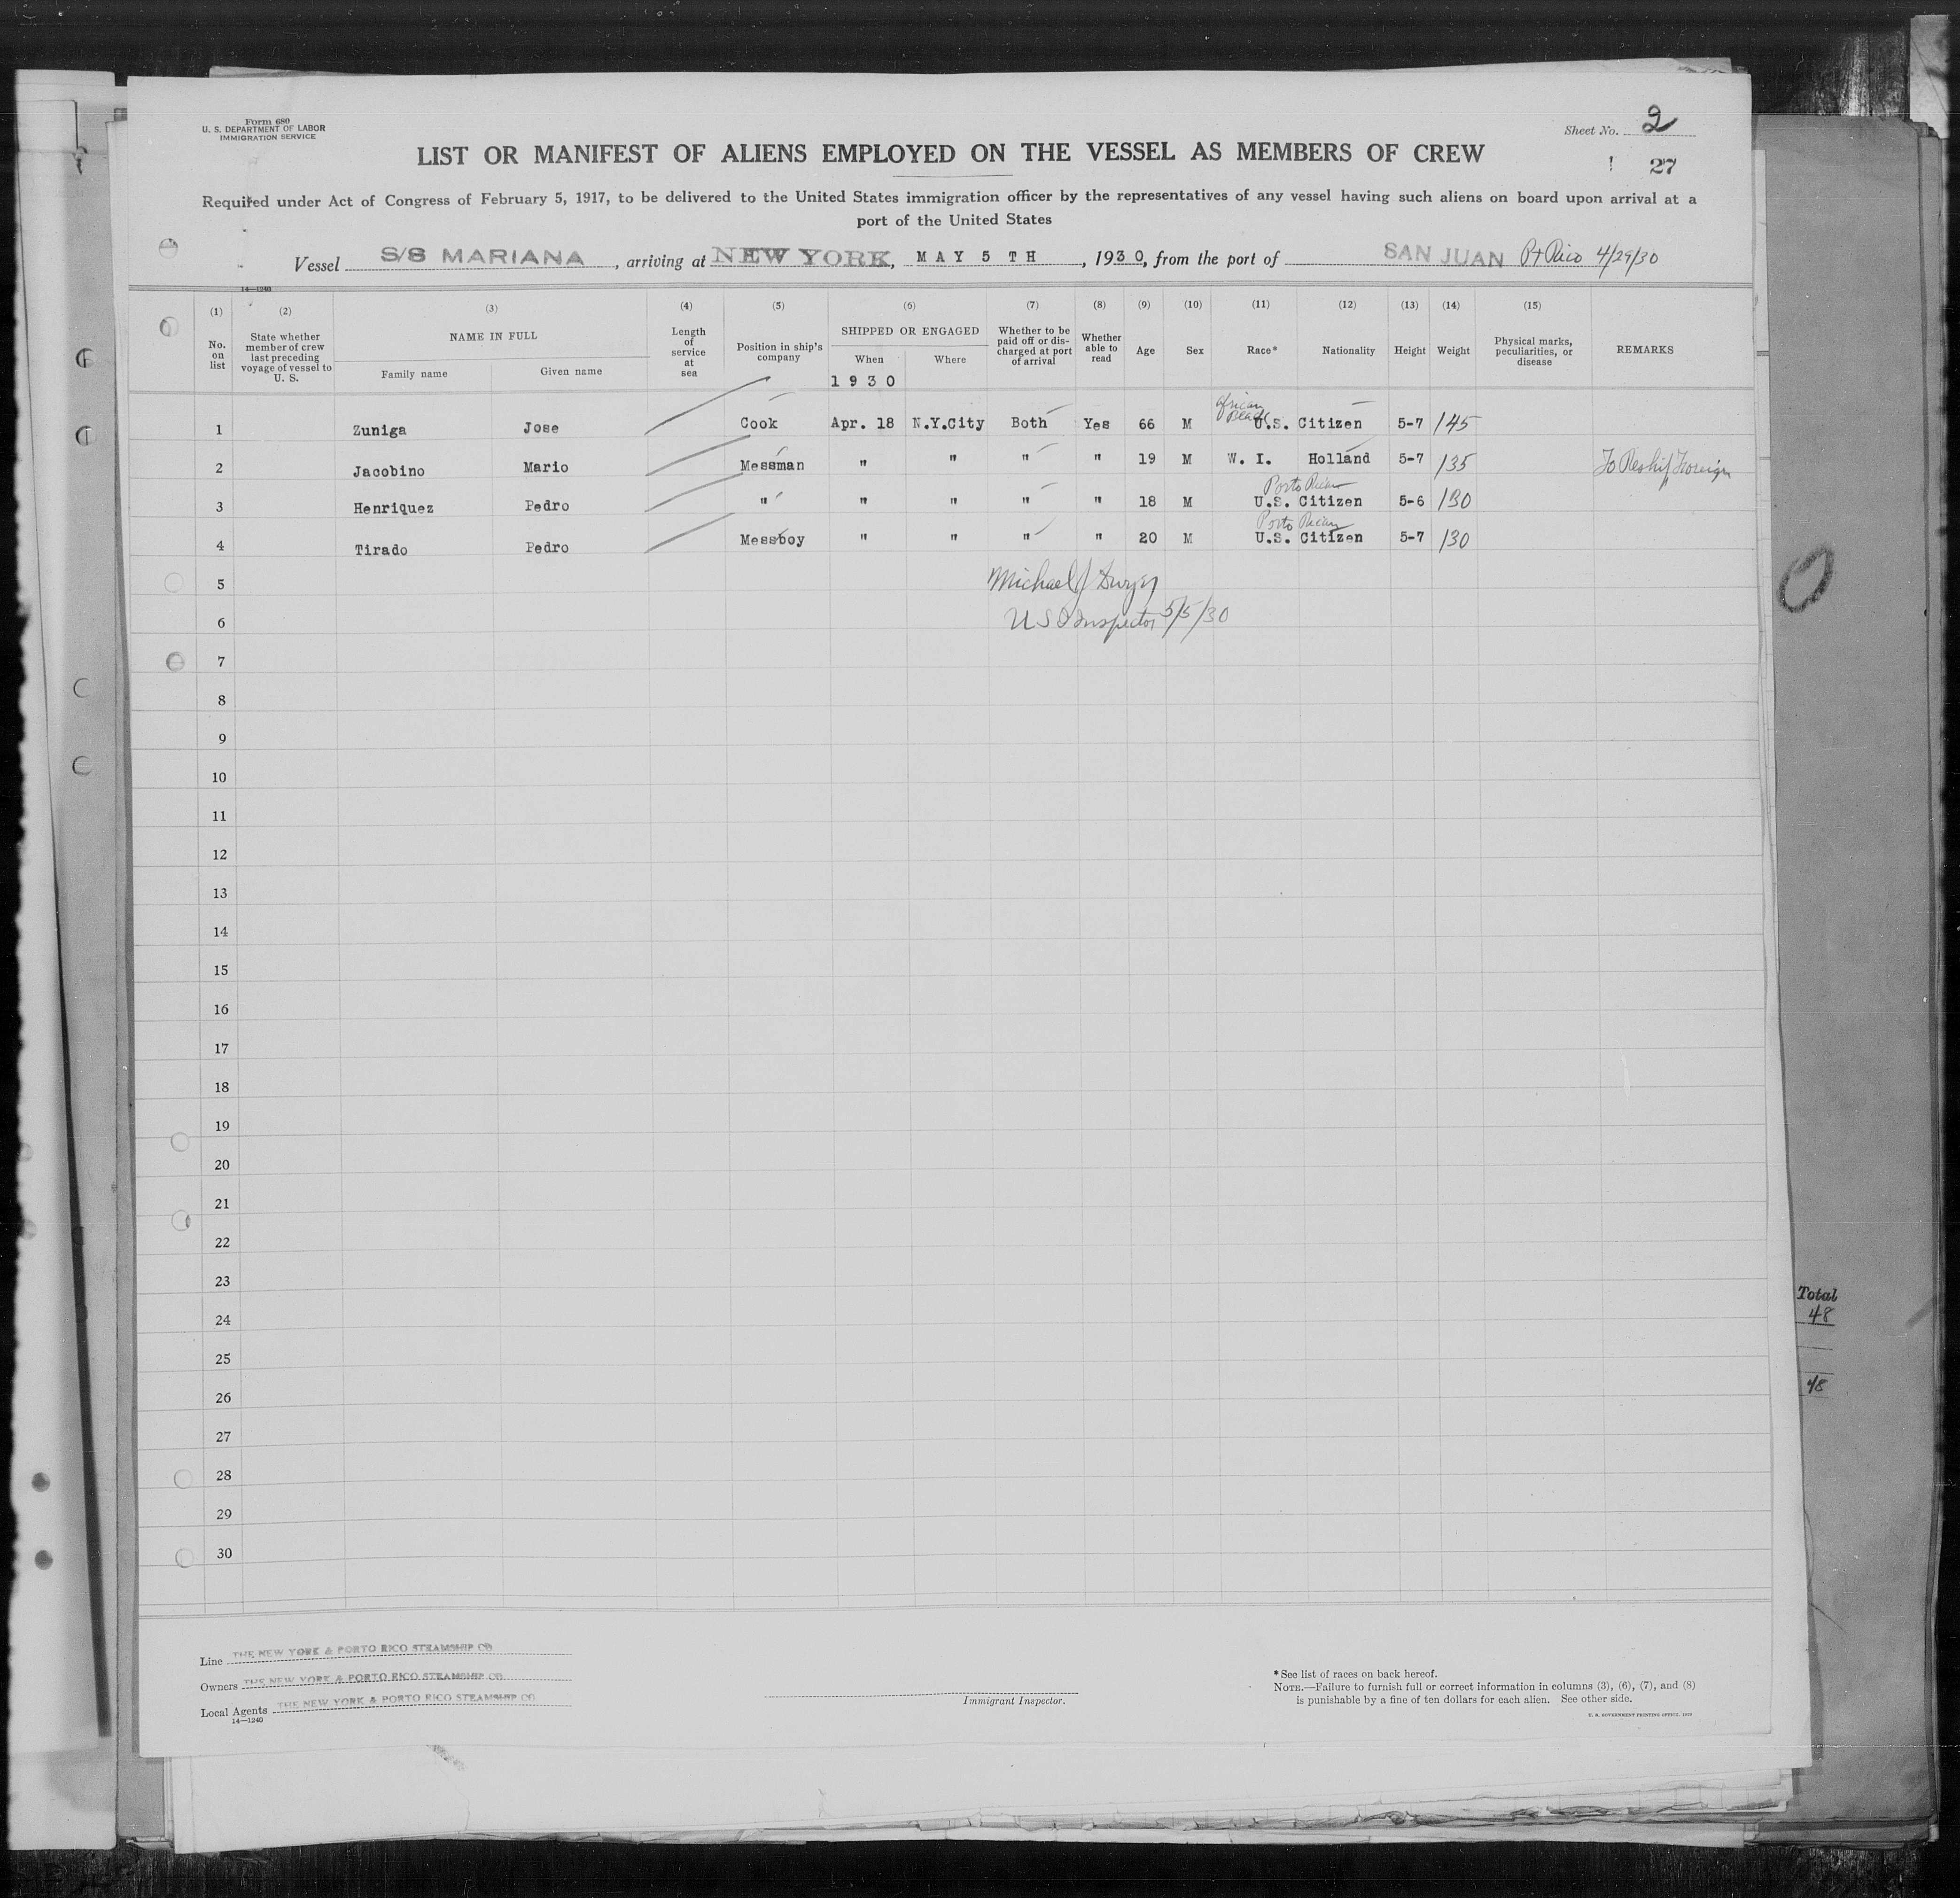 Form 680
U. S. DEPARTMENT OF LABOR
IMMIGRATION SERVICE
Sheet No. 2
27
LIST OR MANIFEST OF ALIENS EMPLOYED ON THE VESSEL AS MEMBERS OF CREW
Required under Act of Congress of February 5, 1917, to be delivered to the United States immigration officer by the representatives of any vessel having such aliens on board upon arrival at a
port of the United States
Vessel S/S MARIANA, arriving at NEW YORK, MAY 5 TH, 1930, from the port of SAN JUAN Pt Rico 4/29/30
14—1240
(1) (2) (3) (4) (5) (6) (7) (8) (9) (10) (11) (12) (13) (14) (15)
No. on list
State whether member of crew last preceding voyage of vessel to U. S.
NAME IN FULL
Family name Given name
Length of service at sea
Position in ship's company
SHIPPED OR ENGAGED
When Where
1930
Whether to be paid off or dis-charged at port of arrival
Whether able to read
Age Sex Race* Nationality Height Weight
Physical marks, peculiarities, or disease
REMARKS
African
Black
1 Zuniga Jose Cook Apr. 18 N.Y.City Both Yes 66 M U.S. Citizen 5-7 145
2 Jacobino Mario Messman " " " " 19 M W. I. Holland 5-7 135 To Reship Foreign
Porto Rican
3 Henriquez Pedro " " " " " 18 M U.S. Citizen 5-6 130
Porto Rican
4 Tirado Pedro Messboy " " " " 20 M U.S. Citizen 5-7 130
5 Michael J Dwyer
6 US I Inspector 5/5/30
7
8
9
10
11
12
13
14
15
16
17
18
19
20
21
22
23
24
25
26
27
28
29
30
Total
48
48
Line THE NEW YORK & PORTO RICO STEAMSHIP CO
Owners THE NEW YORK & PORTO RICO STEAMSHIP CO.
Local Agents THE NEW YORK & PORTO RICO STEAMSHIP CO
14—1240
Immigrant Inspector.
*See list of races on back hereof.
NOTE.—Failure to furnish full or correct information in columns (3), (6), (7), and (8)
is punishable by a fine of ten dollars for each alien. See other side.